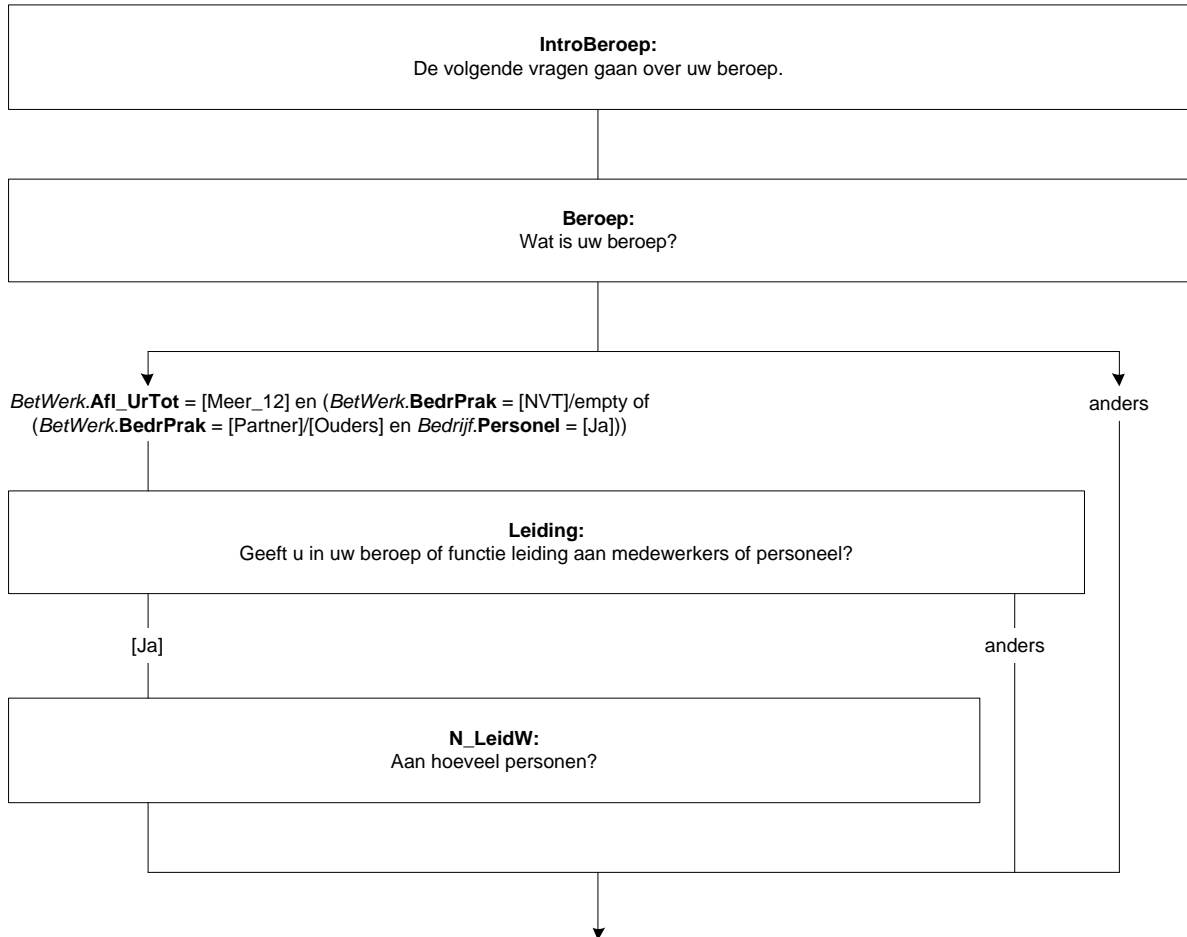 IntroBeroep:
De volgende vragen gaan over uw beroep.
Beroep:
Wat is uw beroep?
BetWerk.Afl_UrTot = [Meer_12] en (BetWerk.BedrPrak = [NVT]/empty of
(BetWerk.BedrPrak = [Partner]/[Ouders] en Bedrijf.Personel = [Ja]))
anders
Leiding:
Geeft u in uw beroep of functie leiding aan medewerkers of personeel?
[Ja]
anders
N_LeidW:
Aan hoeveel personen?